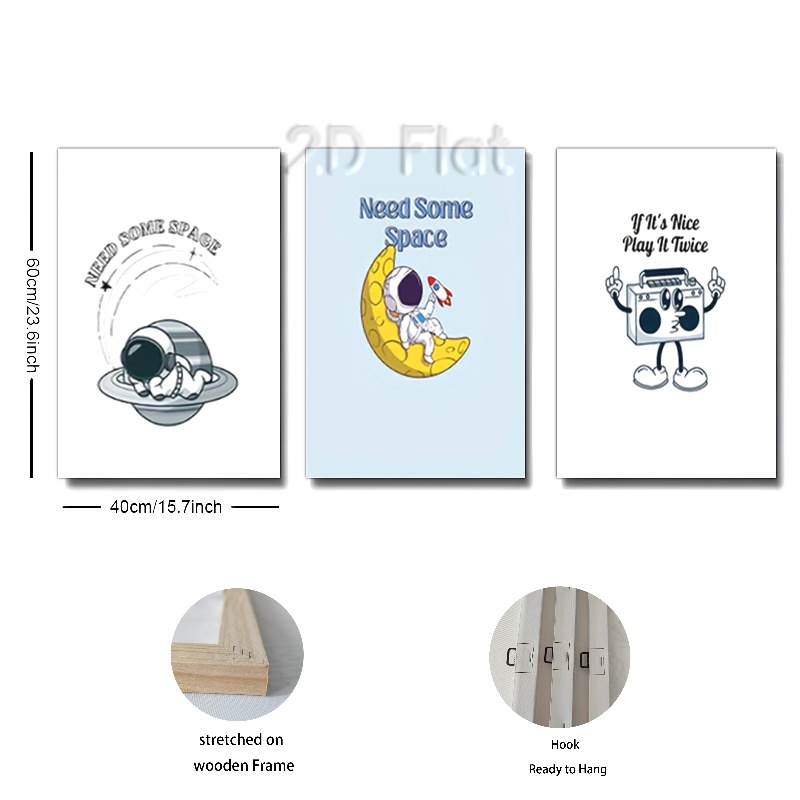 2D Flat
NEED SOME SPACE
Need Some
Space
If It's Nice
Play It Twice
60cm/23.6inch
40cm/15.7inch
stretched on
wooden Frame
Hook
Ready to Hang